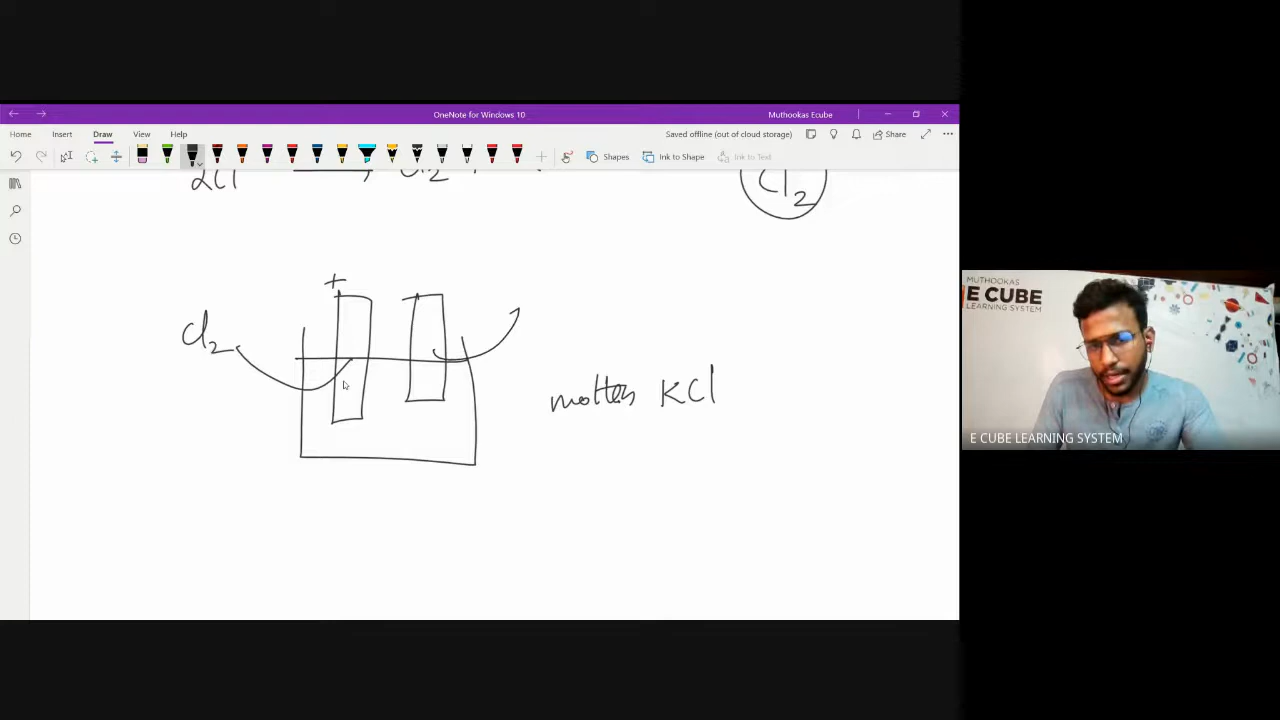 OneNote for Windows 10
Muthookas Ecube
Home Insert Draw View Help
Saved offline (out of cloud storage)
Share
Shapes
Ink to Shape
Ink to Text
2Cl
Cl2
+
Cl2
molten KCl
MUTHOOKAS
E CUBE
LEARNING SYSTEM
E CUBE LEARNING SYSTEM